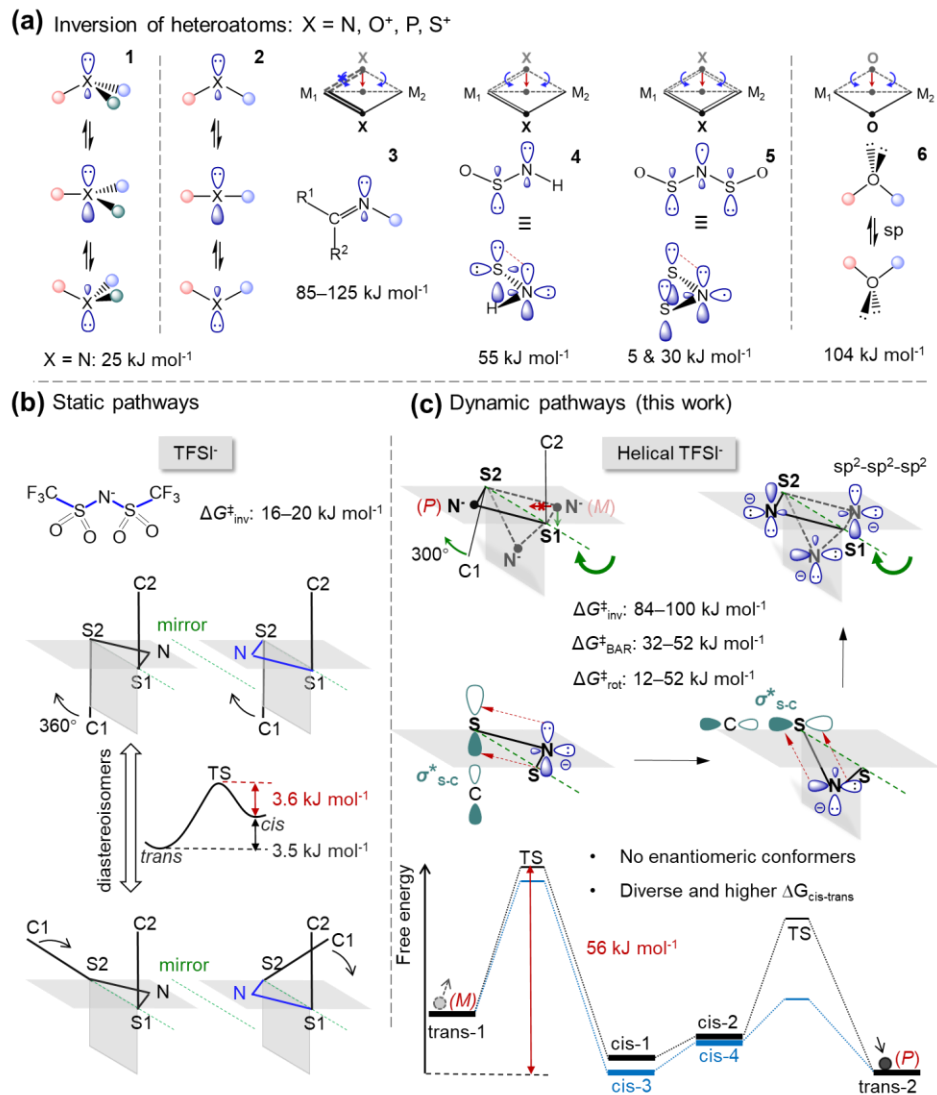 (a) Inversion of heteroatoms: X = N, O⁺, P, S⁺
1
X
X
X
X = N: 25 kJ mol⁻¹
2
X
X
X
X
M₁ M₂
X
3
R¹
C N
R²
85–125 kJ mol⁻¹
X
M₁ M₂
X
4
O S N H
≡
S
N
H
55 kJ mol⁻¹
X
M₁ M₂
X
5
O S N S O
≡
S
N
S
5 & 30 kJ mol⁻¹
O
M₁ M₂
O
6
O
sp
O
104 kJ mol⁻¹
(b) Static pathways
TFSI⁻
F₃C S N⁻ S CF₃
O O O O
ΔG‡inv: 16–20 kJ mol⁻¹
C2
S2
mirror
N
S1
360°
C1
C2
S2
N
S1
C1
diastereoisomers
TS
3.6 kJ mol⁻¹
cis
3.5 kJ mol⁻¹
trans
C1
C2
S2
mirror
N
S1
C2
C1
S2
N
S1
(c) Dynamic pathways (this work)
Helical TFSI⁻
C2
S2
(P) N⁻
N⁻ (M)
S1
300°
C1
N⁻
sp²-sp²-sp²
S2
N
N
S1
N
ΔG‡inv: 84–100 kJ mol⁻¹
ΔG‡BAR: 32–52 kJ mol⁻¹
ΔG‡rot: 12–52 kJ mol⁻¹
S
N
σ*S-C
S
C
σ*S-C
C
S
S
N
• No enantiomeric conformers
• Diverse and higher ΔGcis-trans
Free energy
TS
56 kJ mol⁻¹
TS
(M)
trans-1
cis-1
cis-3
cis-2
cis-4
(P)
trans-2